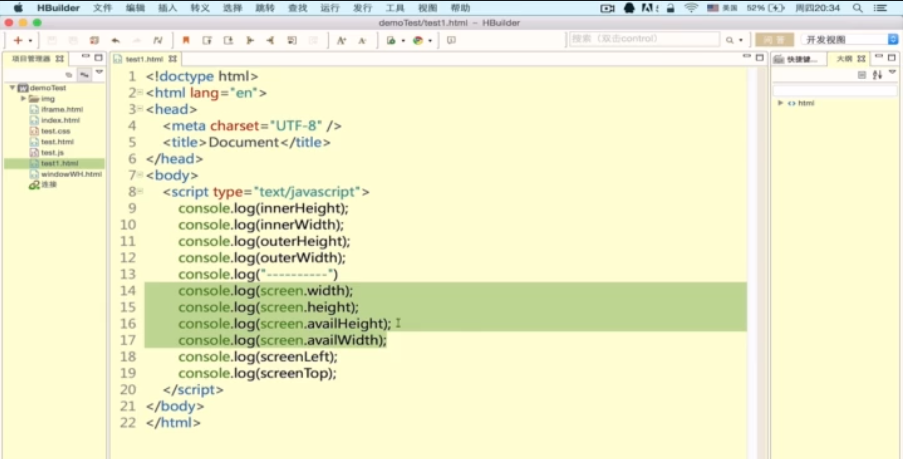 HBuilder 文件 编辑 插入 转义 选择 跳转 查找 运行 发行 工具 视图 帮助 美国 52% 周四20:34
demoTest/test1.html - HBuilder
搜索（双击control） 开发视图
项目管理器 test1.html 快捷键... 大纲
demoTest
img
iframe.html
index.html
test.css
test.html
test.js
test1.html
windowWH.html
连接
html
1 <!doctype html>
2 <html lang="en">
3 <head>
4 <meta charset="UTF-8" />
5 <title>Document</title>
6 </head>
7 <body>
8 <script type="text/javascript">
9 console.log(innerHeight);
10 console.log(innerWidth);
11 console.log(outerHeight);
12 console.log(outerWidth);
13 console.log("----------")
14 console.log(screen.width);
15 console.log(screen.height);
16 console.log(screen.availHeight);
17 console.log(screen.availWidth);
18 console.log(screenLeft);
19 console.log(screenTop);
20 </script>
21 </body>
22 </html>